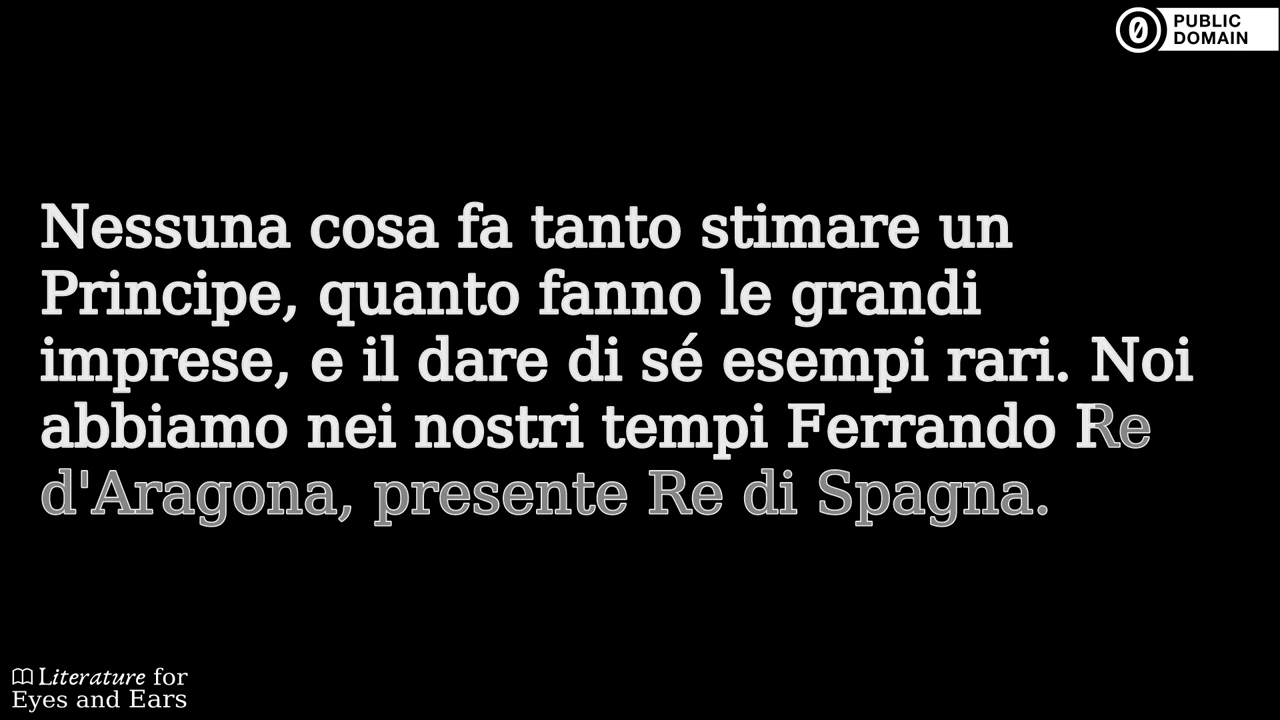 PUBLIC
DOMAIN
Nessuna cosa fa tanto stimare un
Principe, quanto fanno le grandi
imprese, e il dare di sé esempi rari. Noi
abbiamo nei nostri tempi Ferrando Re
d'Aragona, presente Re di Spagna.
Literature for
Eyes and Ears